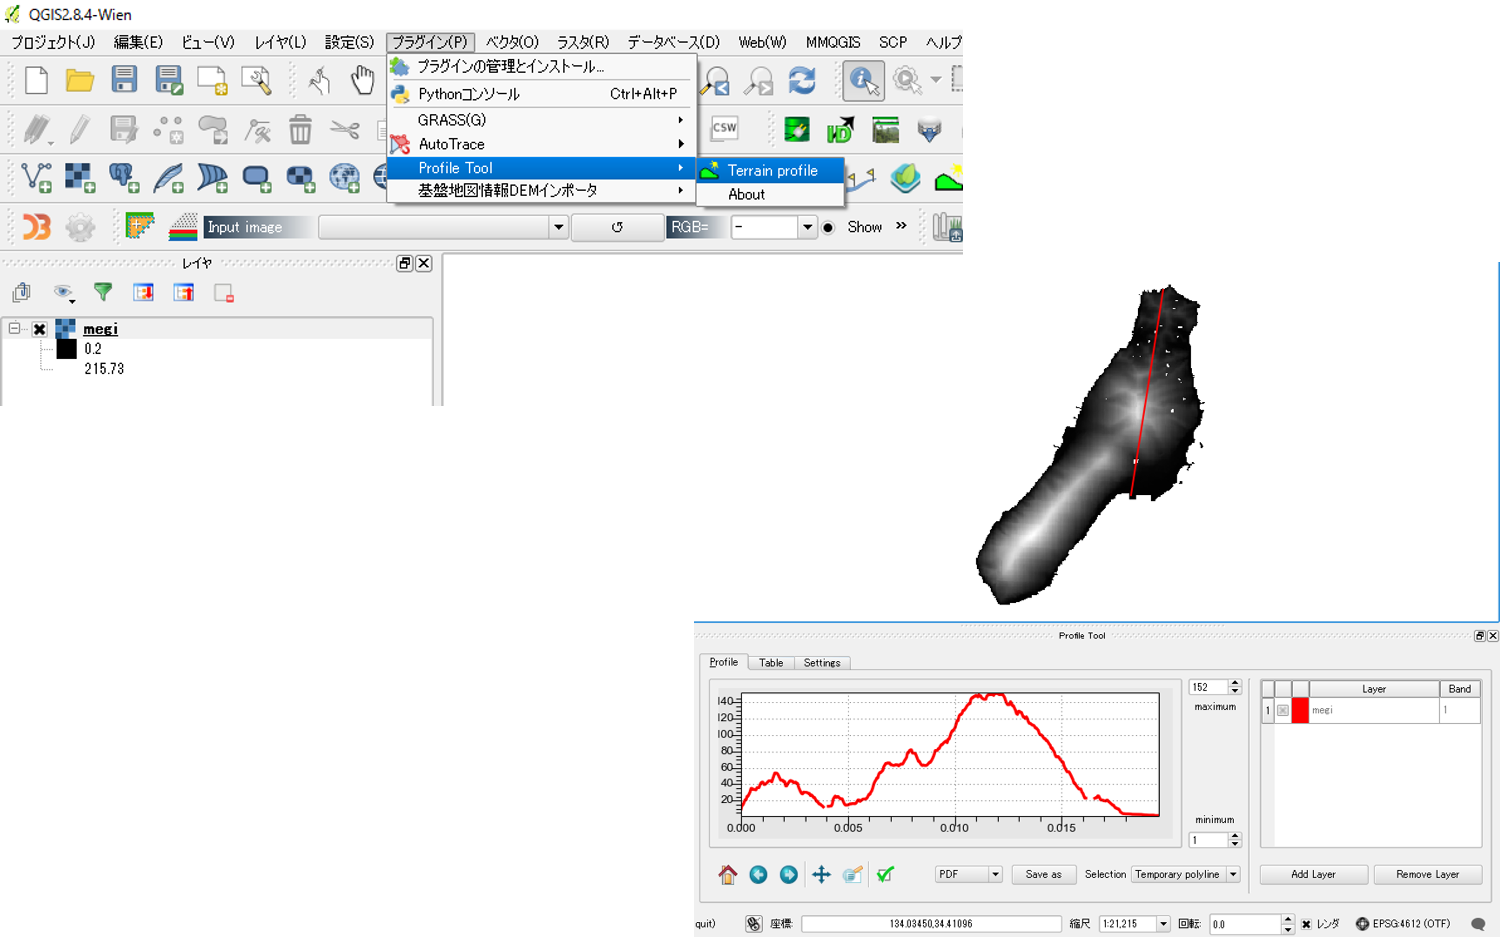 QGIS2.8.4-Wien
プロジェクト(J) 編集(E) ビュー(V) レイヤ(L) 設定(S) プラグイン(P) ベクタ(O) ラスタ(R) データベース(D) Web(W) MMQGIS SCP ヘルプ
プラグインの管理とインストール...
Pythonコンソール Ctrl+Alt+P
GRASS(G)
CSW
AutoTrace
Profile Tool
Terrain profile
基盤地図情報DEMインポータ
About
Input image
RGB=
-
Show
レイヤ
megi
0.2
215.73
Profile Tool
Profile Table Settings
140
120
100
80
60
40
20
0.000 0.005 0.010 0.015
152
maximum
minimum
1
Layer Band
1 megi 1
PDF Save as Selection Temporary polyline Add Layer Remove Layer
quit) 座標: 134.03450,34.41096 縮尺 1:21,215 回転: 0.0 レンダ EPSG:4612 (OTF)